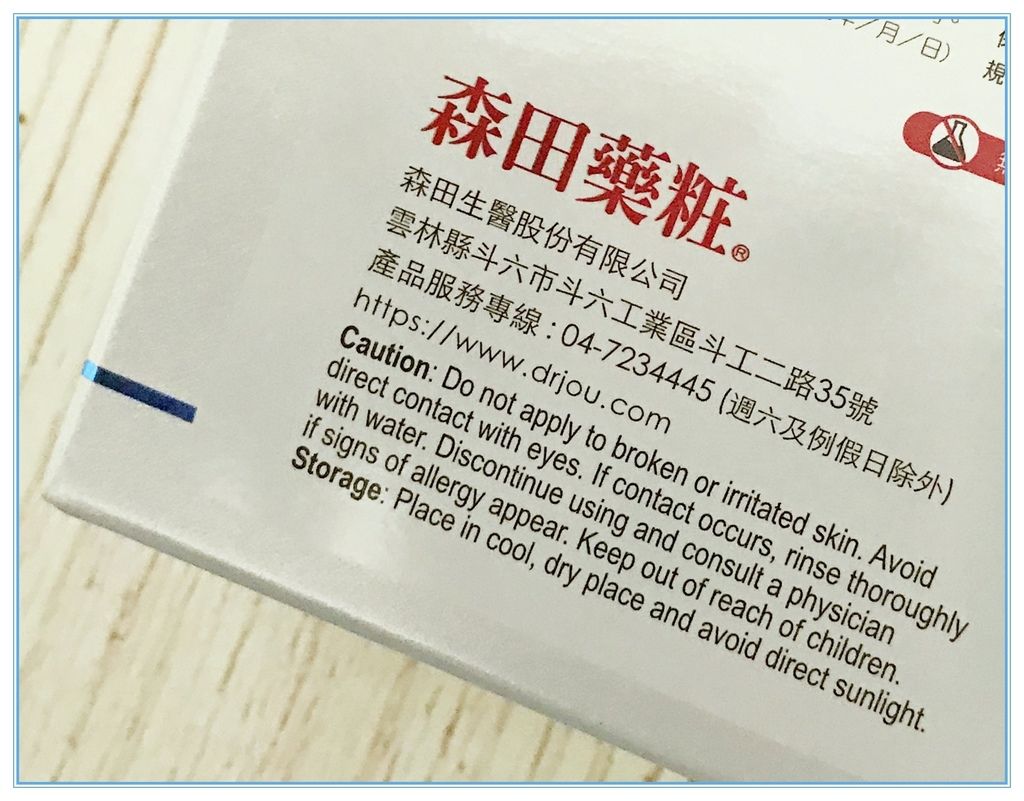 月/日)
規
森田藥粧®
森田生醫股份有限公司
雲林縣斗六市斗六工業區斗工二路35號
產品服務專線:04-7234445 (週六及例假日除外)
https://www.drjou.com
Caution: Do not apply to broken or irritated skin. Avoid
direct contact with eyes. If contact occurs, rinse thoroughly
with water. Discontinue using and consult a physician
if signs of allergy appear. Keep out of reach of children.
Storage: Place in cool, dry place and avoid direct sunlight.